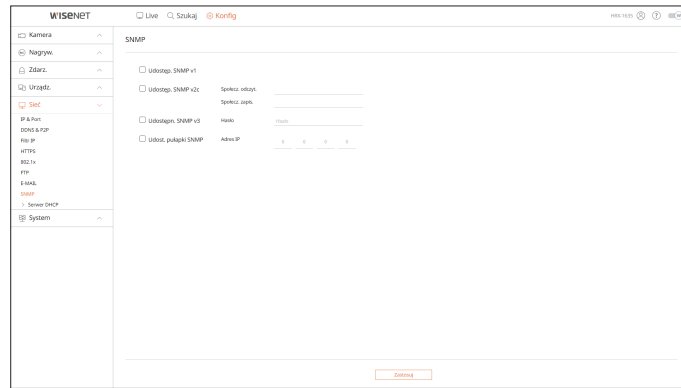 WISENET
Live Szukaj Konfig
HRX-1635
Kamera
Nagryw.
Zdarz.
Urządz.
Sieć
IP & Port
DDNS & P2P
Filtr IP
HTTPS
802.1x
FTP
E-MAIL
SNMP
Serwer DHCP
System
SNMP
Udostęp. SNMP v1
Udostęp. SNMP v2c Społecz. odczyt.
Społecz. zapis.
Udostępn. SNMP v3 Hasło Hasło
Udost. pułapki SNMP Adres IP 0 0 0 0
Zastosuj